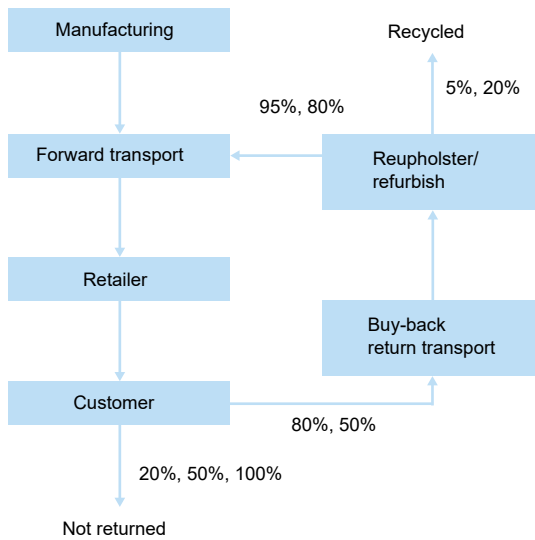 Manufacturing
Recycled
5%, 20%
95%, 80%
Forward transport
Reupholster/
refurbish
Retailer
Buy-back
return transport
Customer
80%, 50%
20%, 50%, 100%
Not returned